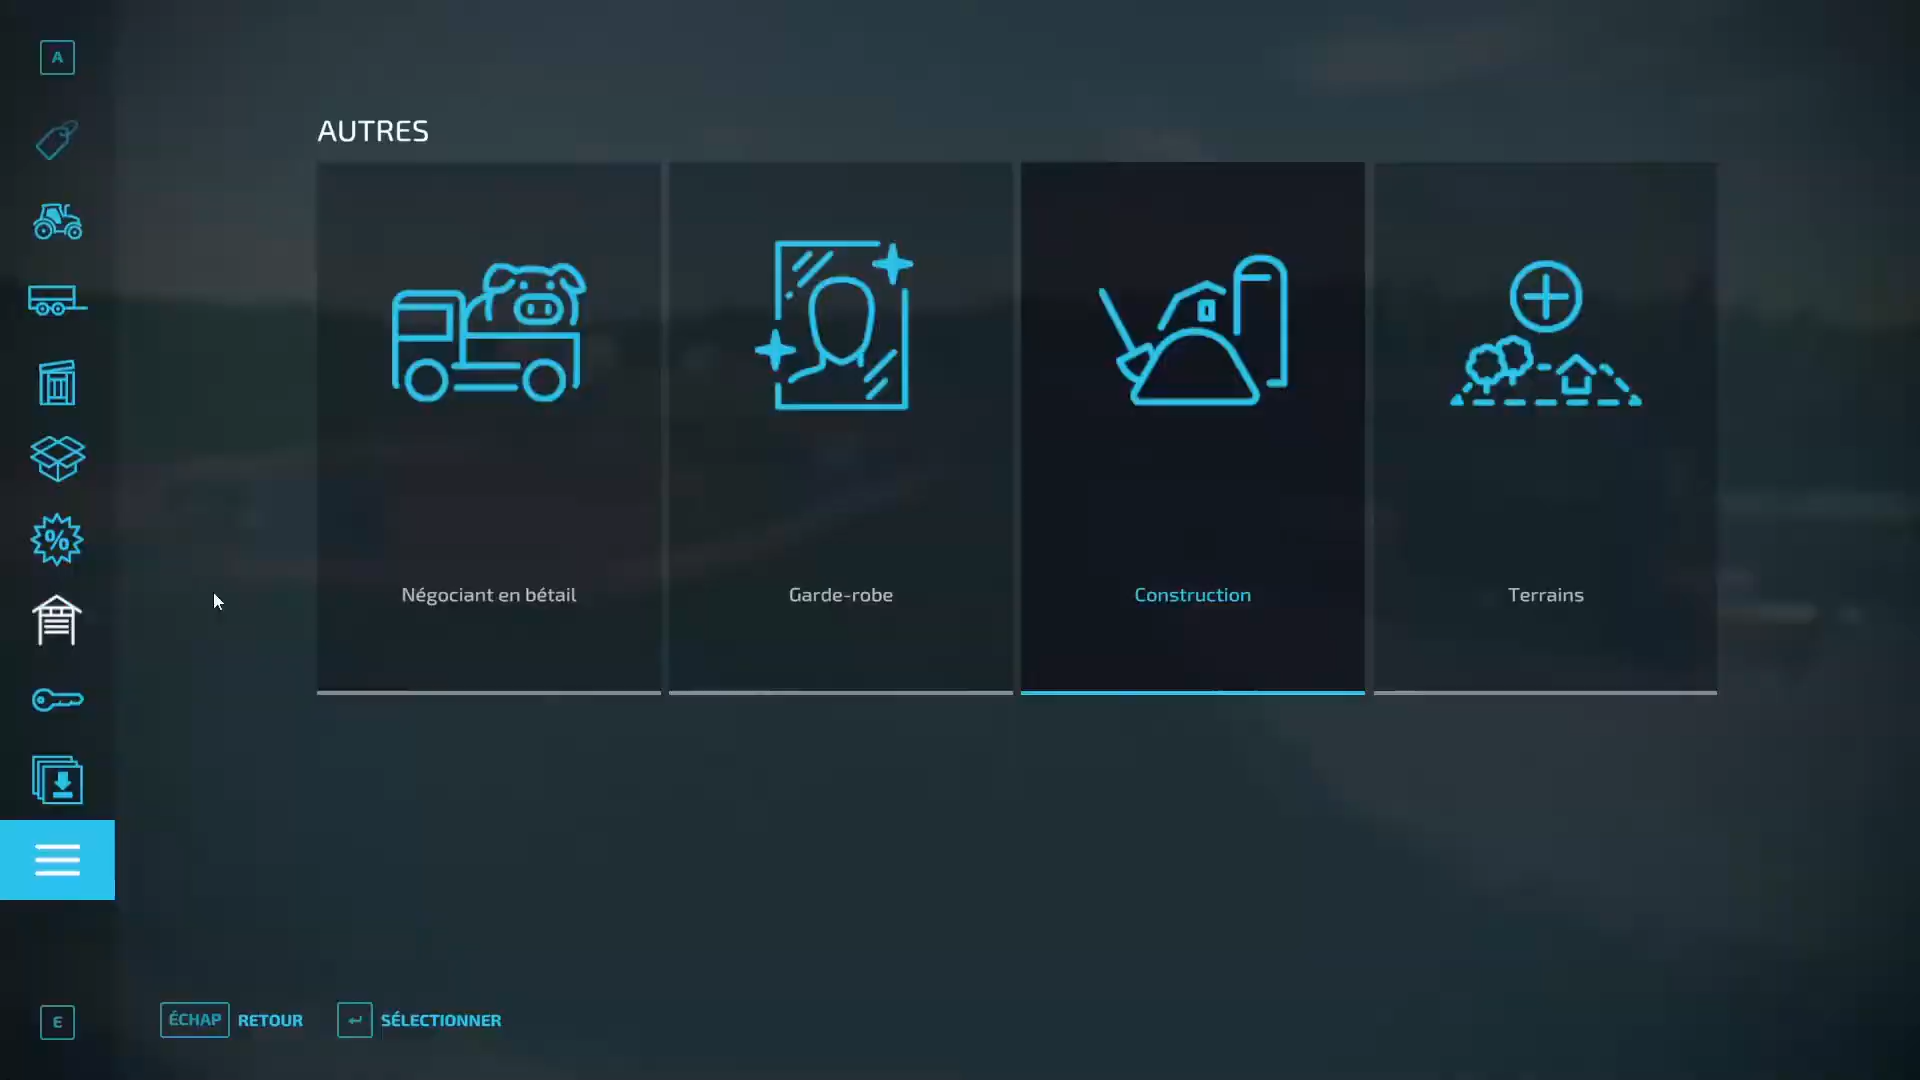 A
AUTRES
%
Négociant en bétail
Garde-robe
Construction
Terrains
E
ÉCHAP RETOUR
SÉLECTIONNER